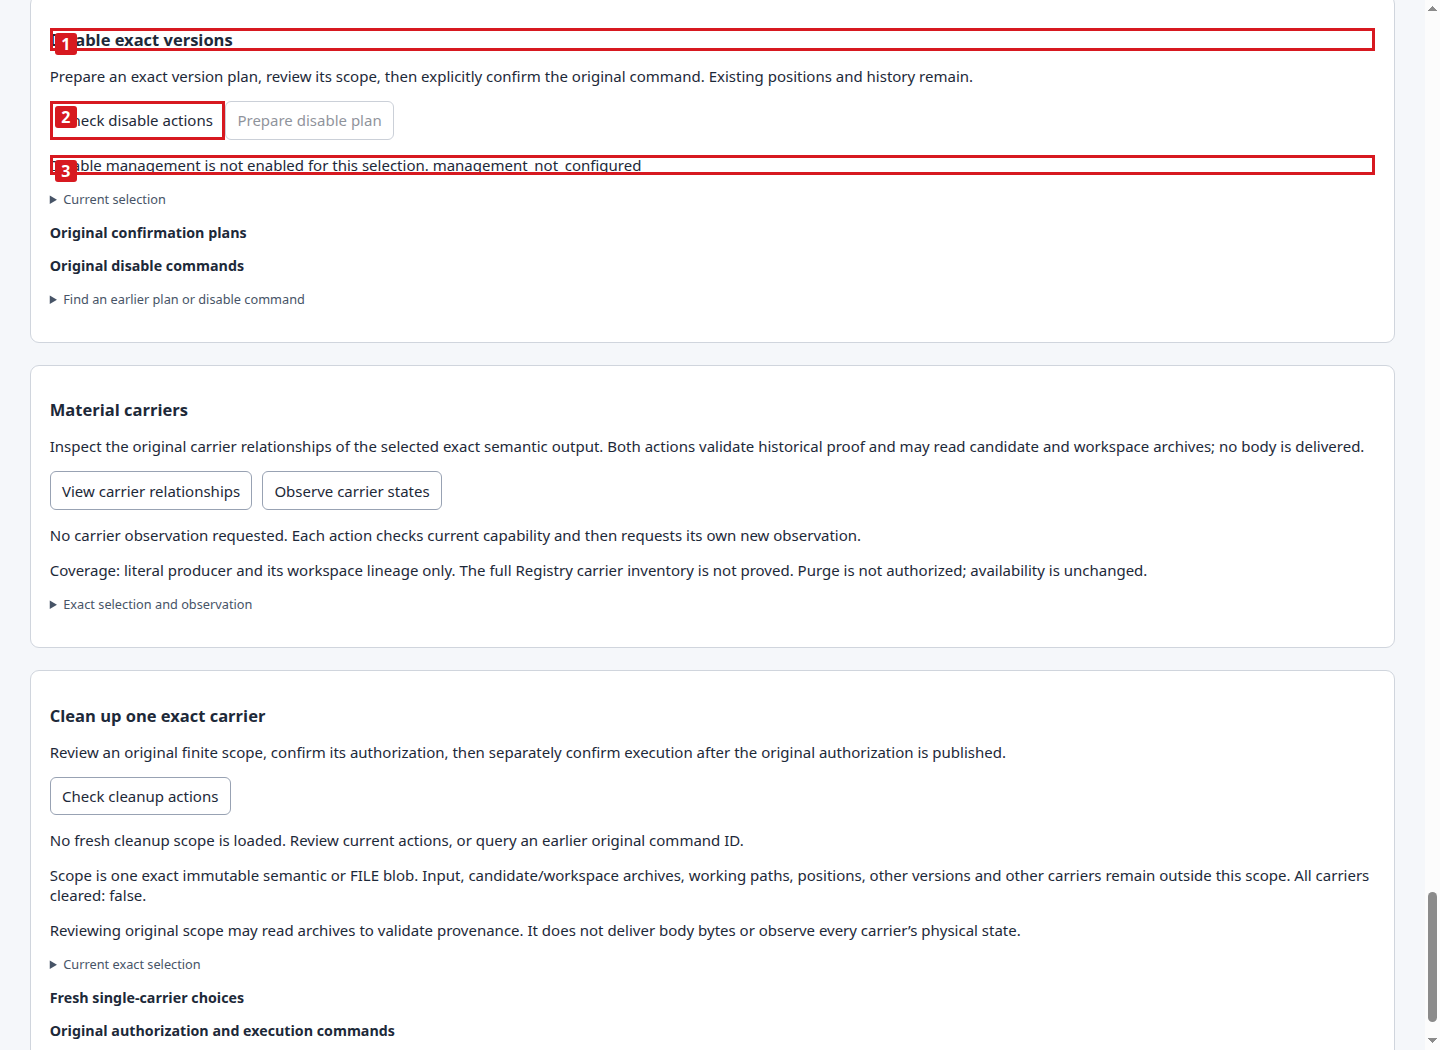 1 able exact versions
Prepare an exact version plan, review its scope, then explicitly confirm the original command. Existing positions and history remain.
2 heck disable actions
Prepare disable plan
3 able management is not enabled for this selection. management_not_configured
Current selection
Original confirmation plans
Original disable commands
Find an earlier plan or disable command
Material carriers
Inspect the original carrier relationships of the selected exact semantic output. Both actions validate historical proof and may read candidate and workspace archives; no body is delivered.
View carrier relationships
Observe carrier states
No carrier observation requested. Each action checks current capability and then requests its own new observation.
Coverage: literal producer and its workspace lineage only. The full Registry carrier inventory is not proved. Purge is not authorized; availability is unchanged.
Exact selection and observation
Clean up one exact carrier
Review an original finite scope, confirm its authorization, then separately confirm execution after the original authorization is published.
Check cleanup actions
No fresh cleanup scope is loaded. Review current actions, or query an earlier original command ID.
Scope is one exact immutable semantic or FILE blob. Input, candidate/workspace archives, working paths, positions, other versions and other carriers remain outside this scope. All carriers
cleared: false.
Reviewing original scope may read archives to validate provenance. It does not deliver body bytes or observe every carrier's physical state.
Current exact selection
Fresh single-carrier choices
Original authorization and execution commands